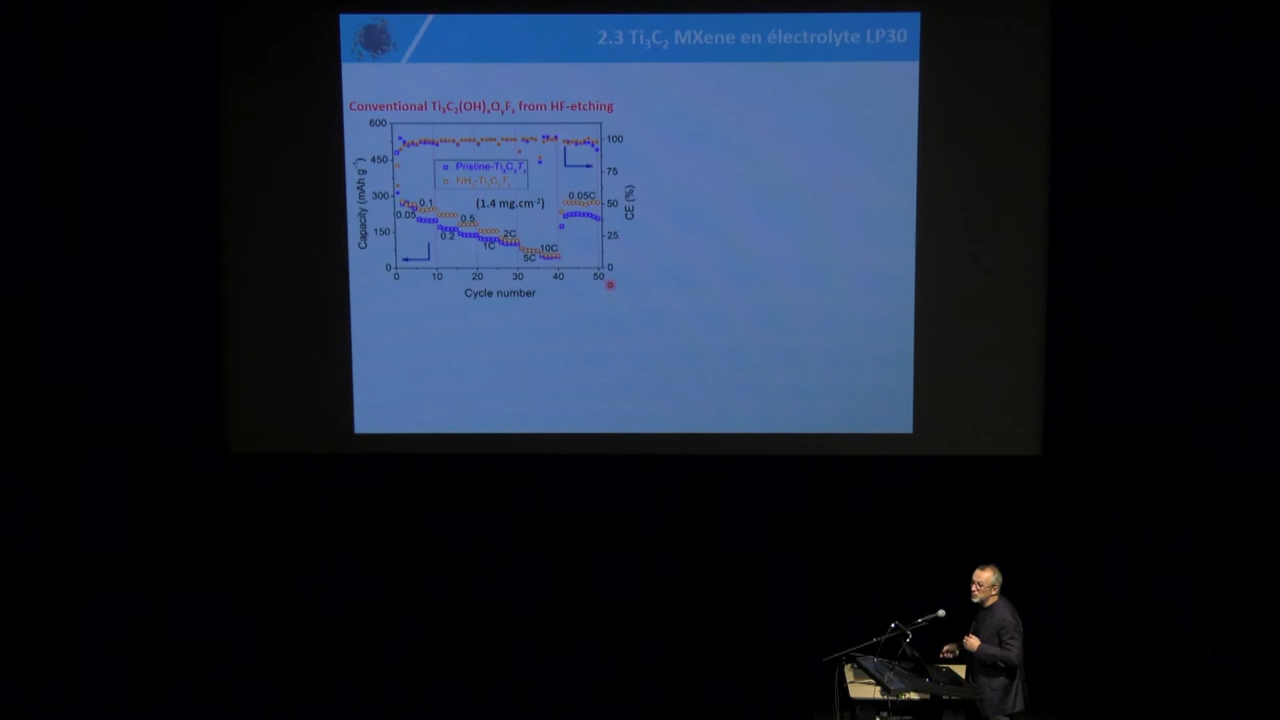 2.3 Ti₃C₂ MXene en électrolyte LP30
Conventional Ti₃C₂(OH)ₓOᵧF₂ from HF-etching
600
450
300
150
0
Capacity (mAh g⁻¹)
100
75
50
25
0
CE (%)
Pristine-Ti₃C₂Tₓ
NH₃-Ti₃C₂Tₓ
(1.4 mg.cm⁻²)
0.05
0.1
0.2
0.5
1C
2C
5C
10C
0.05C
0 10 20 30 40 50
Cycle number